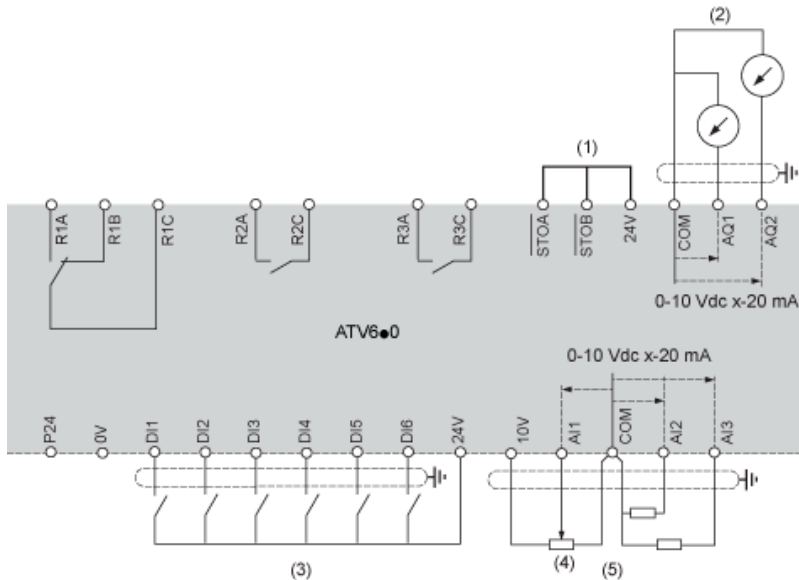 (2)
(1)
R1A R1B R1C R2A R2C R3A R3C STOA STOB 24V COM AQ1 AQ2
0-10 Vdc x-20 mA
ATV6●0
0-10 Vdc x-20 mA
P24 0V DI1 DI2 DI3 DI4 DI5 DI6 24V 10V AI1 COM AI2 AI3
(3) (4) (5)